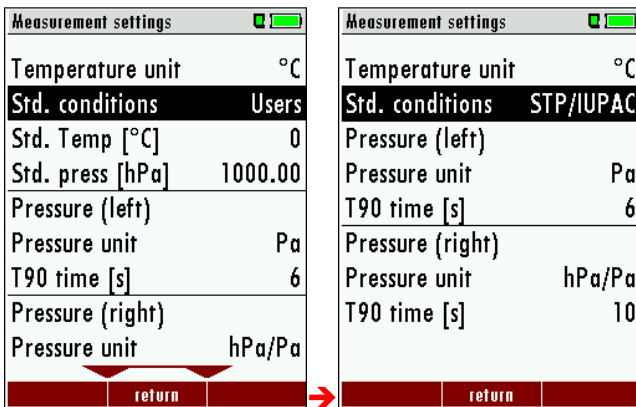 Measurement settings
Temperature unit °C
Std. conditions Users
Std. Temp [°C] 0
Std. press [hPa] 1000.00
Pressure (left)
Pressure unit Pa
T90 time [s] 6
Pressure (right)
Pressure unit hPa/Pa
return
Measurement settings
Temperature unit °C
Std. conditions STP/IUPAC
Pressure (left)
Pressure unit Pa
T90 time [s] 6
Pressure (right)
Pressure unit hPa/Pa
T90 time [s] 10
return